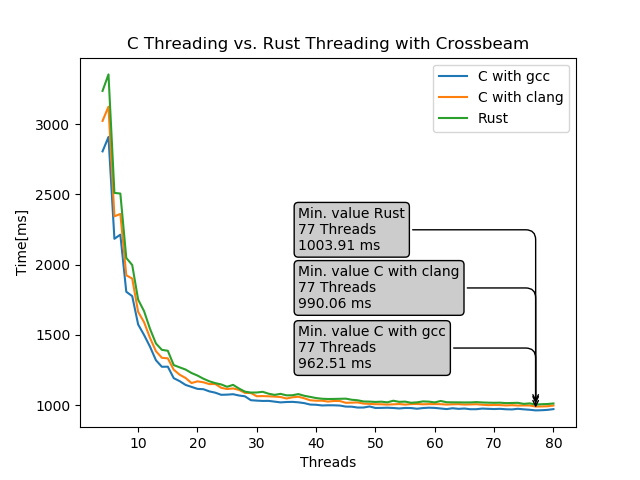 C Threading vs. Rust Threading with Crossbeam
C with gcc
C with clang
Rust
3000
2500
2000
1500
1000
Time[ms]
Min. value Rust
77 Threads
1003.91 ms
Min. value C with clang
77 Threads
990.06 ms
Min. value C with gcc
77 Threads
962.51 ms
10 20 30 40 50 60 70 80
Threads